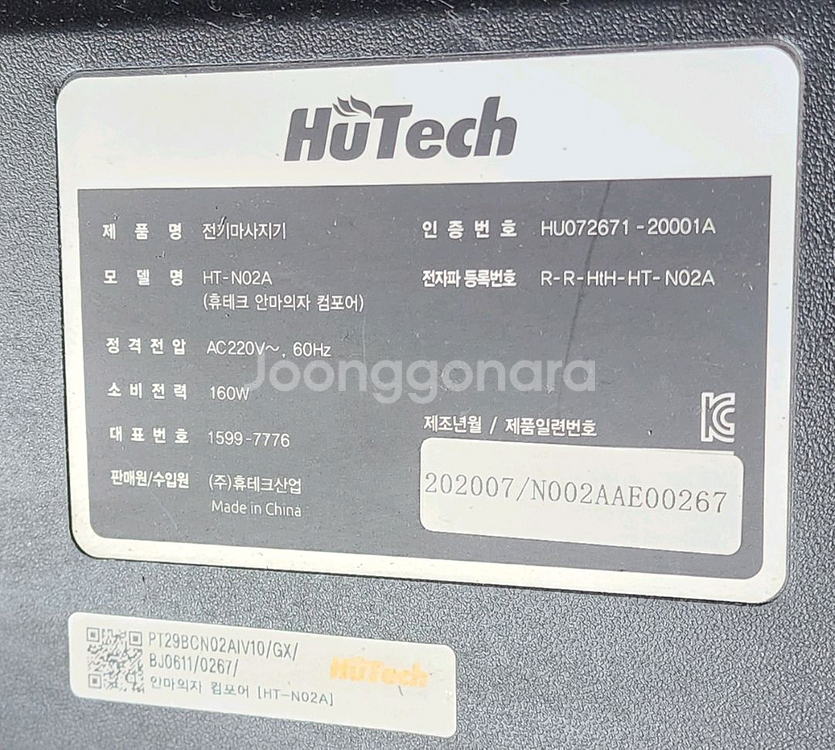 HuTech
제 품 명 전기마사지기
모 델 명 HT-N02A
(휴테크 안마의자 컴포어)
정 격 전 압 AC220V~, 60Hz
소 비 전 력 160W
대 표 번 호 1599-7776
판매원/수입원 (주)휴테크산업
Made in China
인 증 번 호 HU072671-20001A
전자파 등록번호 R-R-HtH-HT-N02A
제조년월 / 제품일련번호
202007/N002AAE00267
Joonggonara
PT29BCN02AIV10/GX/
BJ0611/0267/
안마의자 컴포어 [HT-N02A]
HuTech